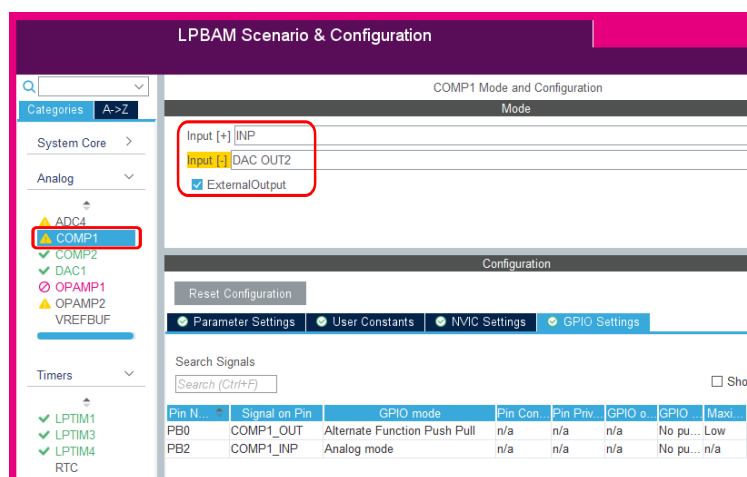 LPBAM Scenario & Configuration
COMP1 Mode and Configuration
Categories A->Z
Mode
System Core
Input [+] INP
Input [-] DAC OUT2
ExternalOutput
Analog
ADC4
COMP1
COMP2
DAC1
OPAMP1
OPAMP2
VREFBUF
Configuration
Reset Configuration
Parameter Settings User Constants NVIC Settings GPIO Settings
Timers
Search Signals
Search (Ctrl+F) Sho
LPTIM1
LPTIM3
LPTIM4
RTC
Pin N... Signal on Pin GPIO mode Pin Con... Pin Priv... GPIO o... GPIO ... Maxi...
PB0 COMP1_OUT Alternate Function Push Pull n/a n/a n/a No pu... Low
PB2 COMP1_INP Analog mode n/a n/a n/a No pu... n/a